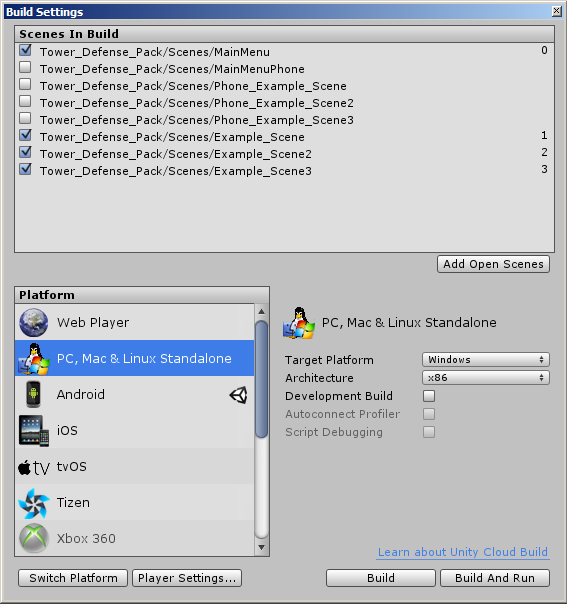 Build Settings
Scenes In Build
Tower_Defense_Pack/Scenes/MainMenu 0
Tower_Defense_Pack/Scenes/MainMenuPhone
Tower_Defense_Pack/Scenes/Phone_Example_Scene
Tower_Defense_Pack/Scenes/Phone_Example_Scene2
Tower_Defense_Pack/Scenes/Phone_Example_Scene3
Tower_Defense_Pack/Scenes/Example_Scene 1
Tower_Defense_Pack/Scenes/Example_Scene2 2
Tower_Defense_Pack/Scenes/Example_Scene3 3
Add Open Scenes
Platform
Web Player
PC, Mac & Linux Standalone
Android
iOS
tv tvOS
Tizen
Xbox 360
PC, Mac & Linux Standalone
Target Platform Windows
Architecture x86
Development Build
Autoconnect Profiler
Script Debugging
Learn about Unity Cloud Build
Switch Platform Player Settings... Build Build And Run